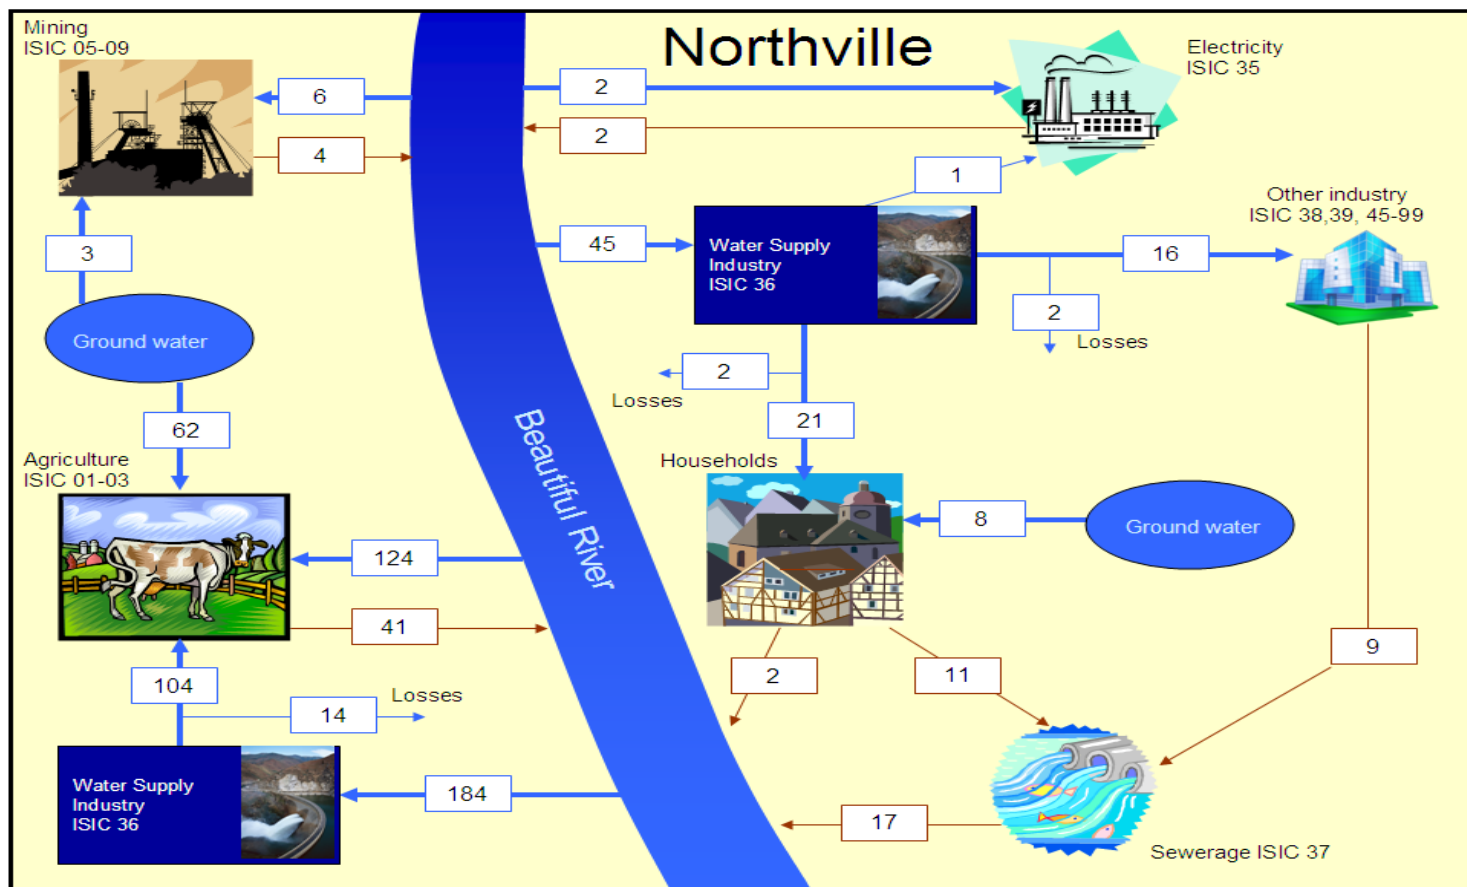 Northville
Mining
ISIC 05-09
6
4
3
Ground water
62
Agriculture
ISIC 01-03
124
41
104
14
Losses
Water Supply
Industry
ISIC 36
184
Beautiful River
2
2
Electricity
ISIC 35
1
45
Water Supply
Industry
ISIC 36
16
Other industry
ISIC 38,39, 45-99
2
Losses
2
Losses
21
Households
8
Ground water
2
11
9
17
Sewerage ISIC 37